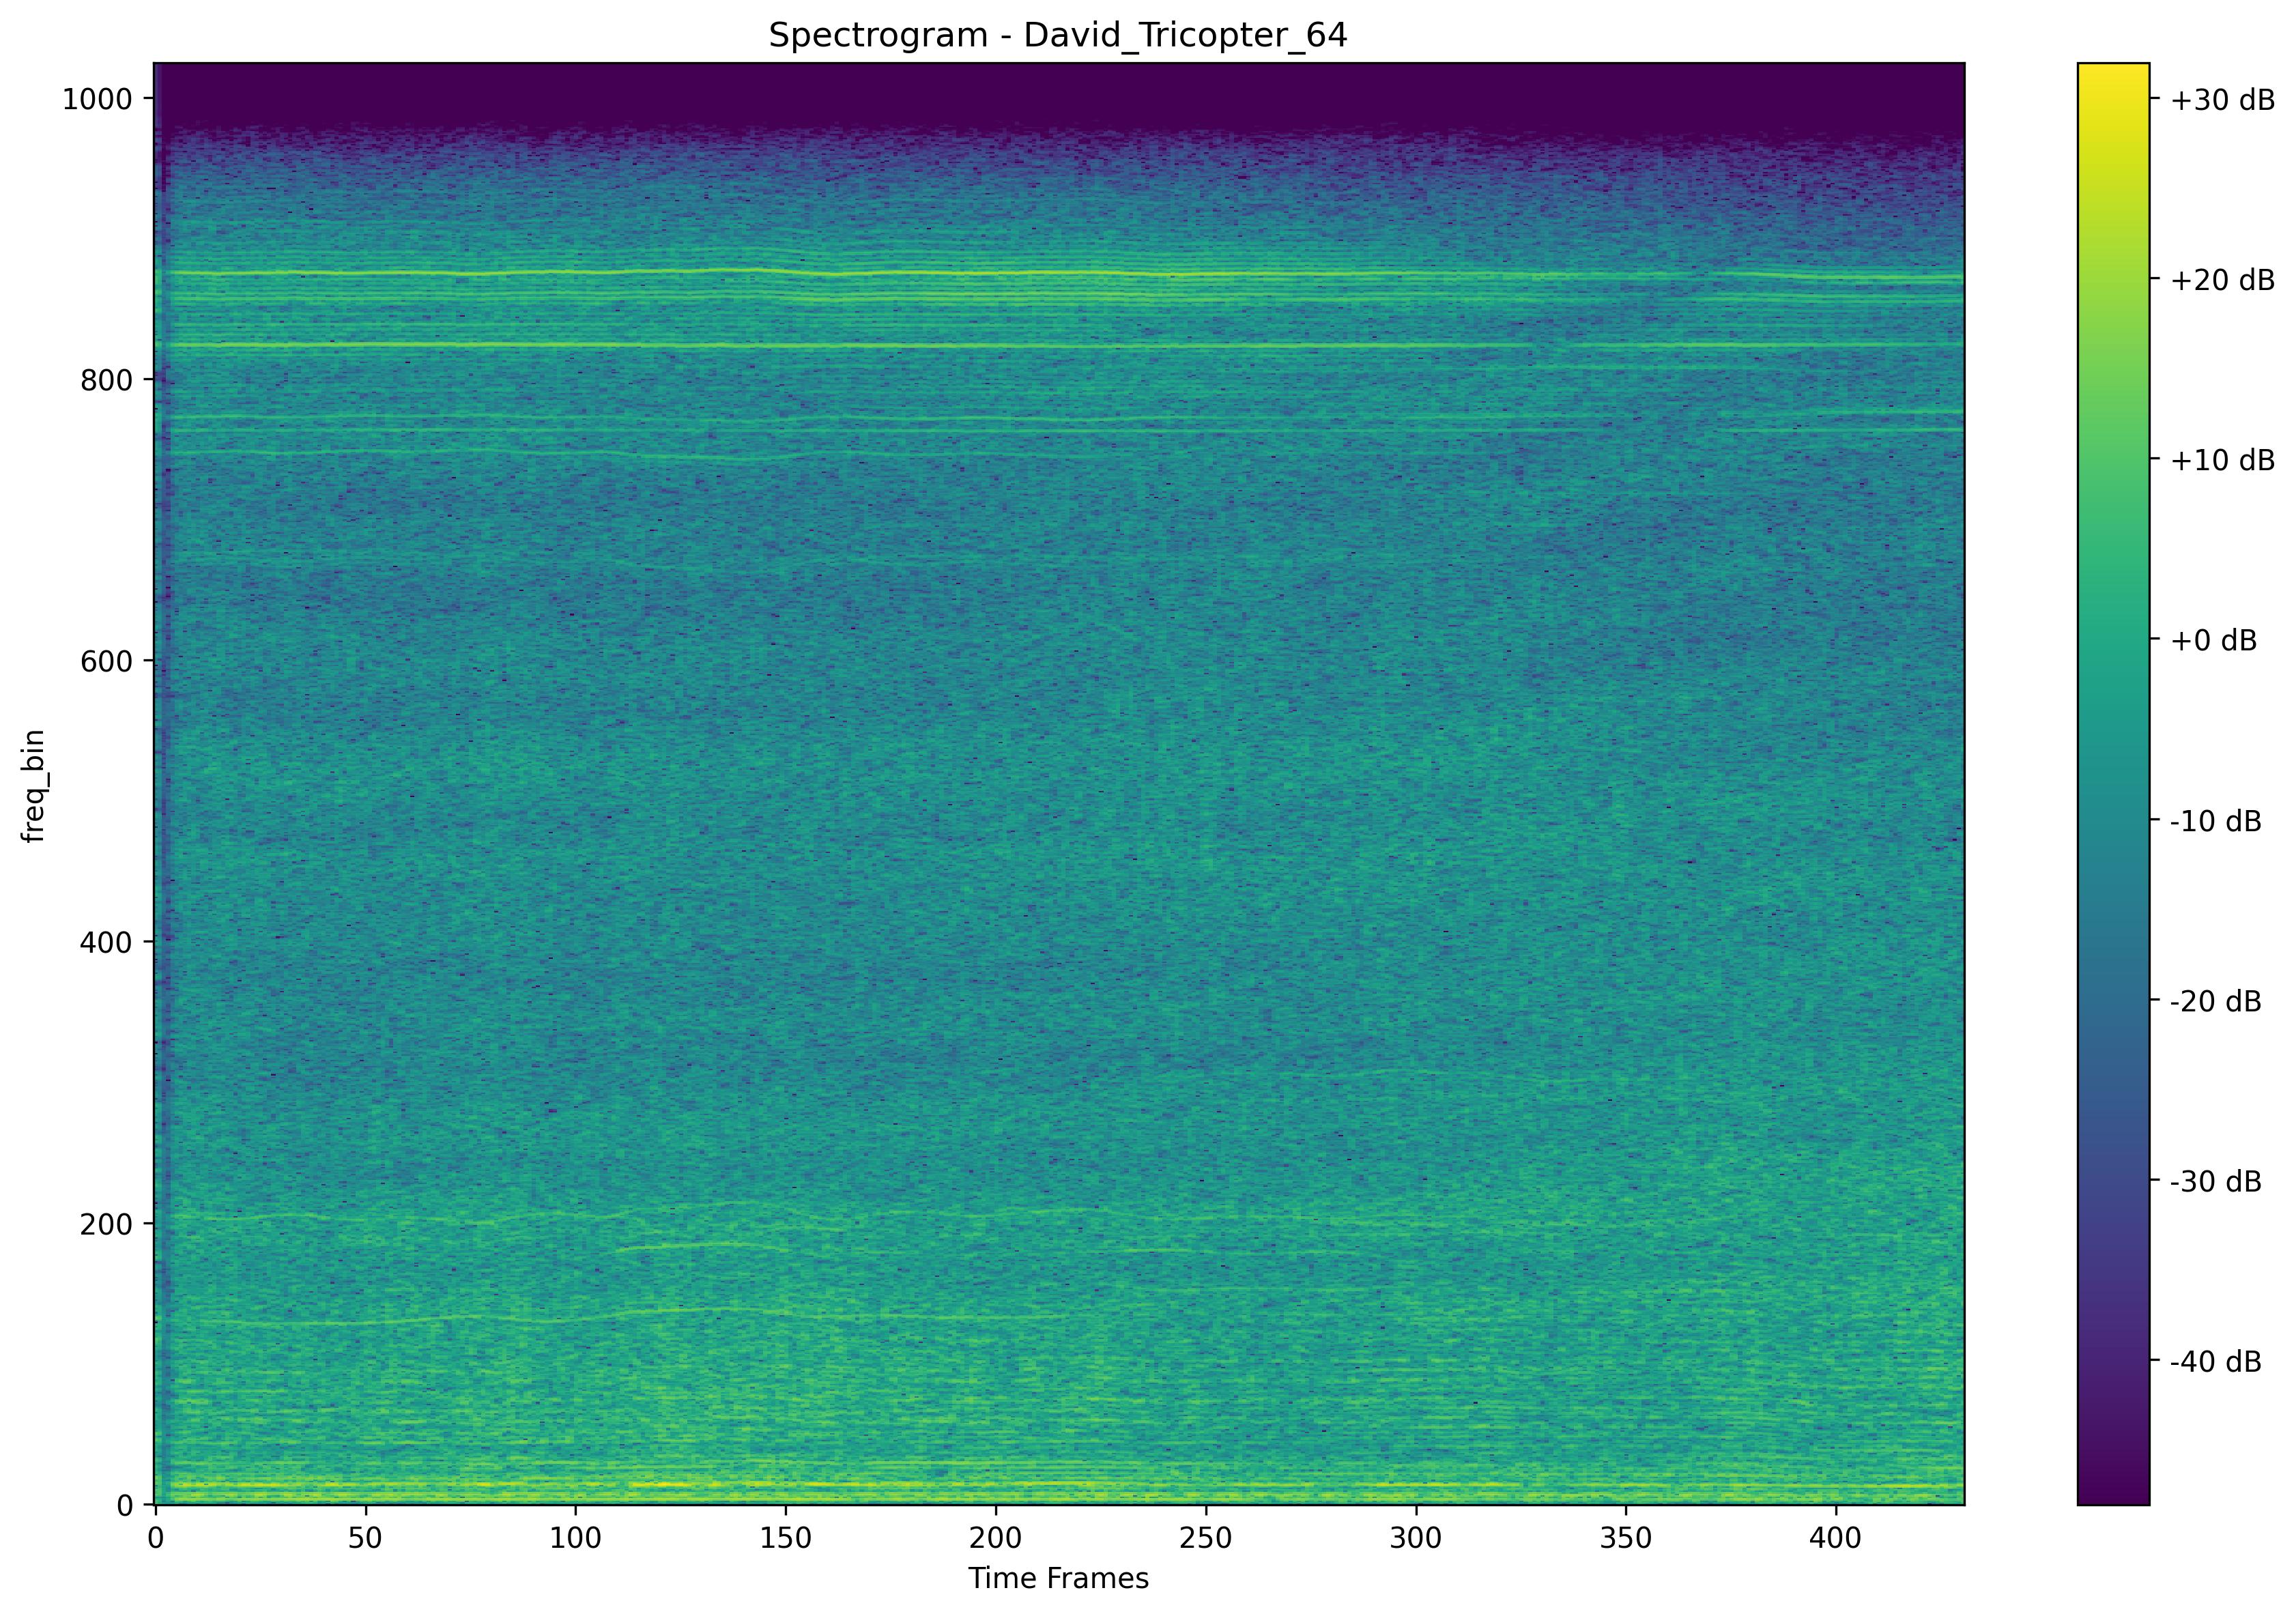 Spectrogram - David_Tricopter_64
freq_bin
1000
800
600
400
200
0
0 50 100 150 200 250 300 350 400
Time Frames
+30 dB
+20 dB
+10 dB
+0 dB
-10 dB
-20 dB
-30 dB
-40 dB